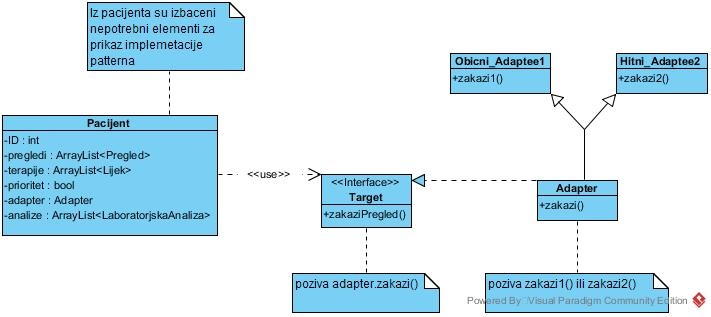 Iz pacijenta su izbaceni
nepotrebni elementi za
prikaz implemetacije
patterna
Pacijent
-ID : int
-pregledi : ArrayList<Pregled>
-terapije : ArrayList<Lijek>
-prioritet : bool
-adapter : Adapter
-analize : ArrayList<LaboratorjskaAnaliza>
<<use>>
<<Interface>>
Target
+zakaziPregled()
poziva adapter.zakazi()
Obicni_Adaptee1
+zakazi1()
Hitni_Adaptee2
+zakazi2()
Adapter
+zakazi()
poziva zakazi1() ili zakazi2()
Powered By Visual Paradigm Community Edition